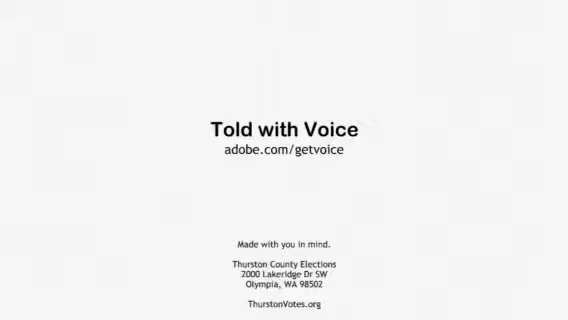 Told with Voice
adobe.com/getvoice
Made with you in mind.
Thurston County Elections
2000 Lakeridge Dr SW
Olympia, WA 98502
ThurstonVotes.org